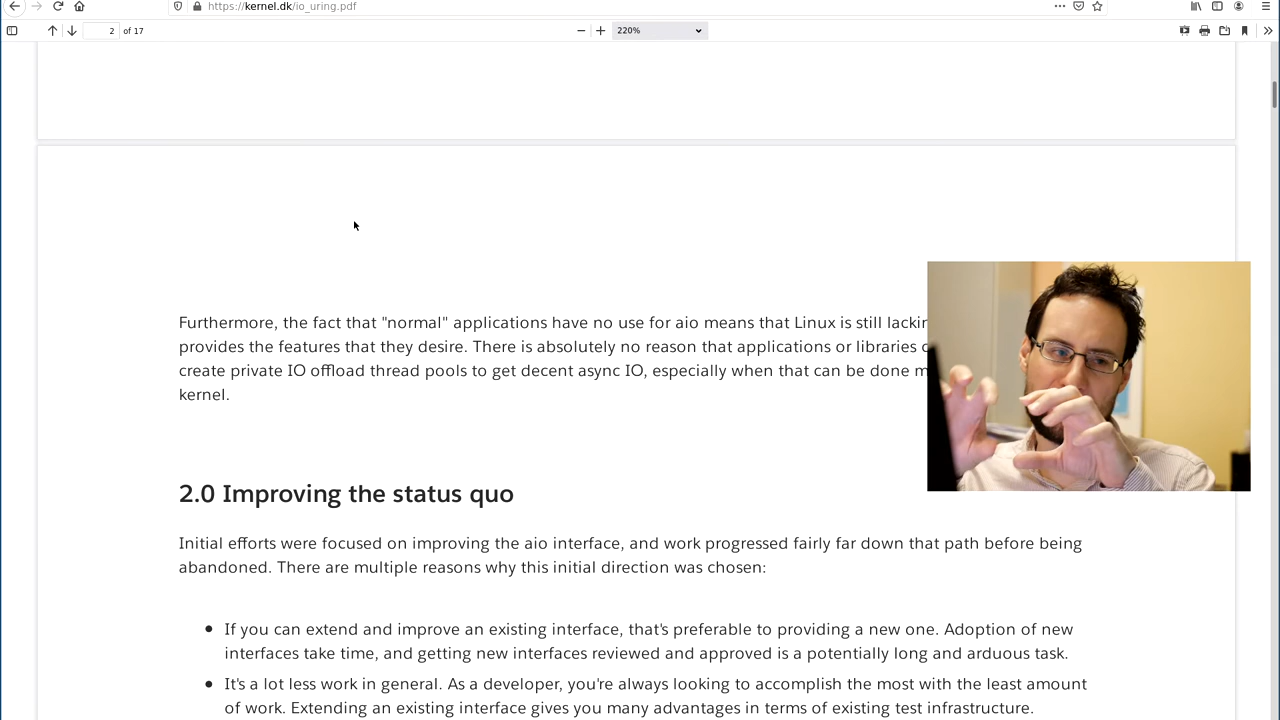 https://kernel.dk/io_uring.pdf
2 of 17
220%
Furthermore, the fact that "normal" applications have no use for aio means that Linux is still
provides the features that they desire. There is absolutely no reason that applications or libraries
create private IO offload thread pools to get decent async IO, especially when that can be done
kernel.
2.0 Improving the status quo
Initial efforts were focused on improving the aio interface, and work progressed fairly far down that path before being
abandoned. There are multiple reasons why this initial direction was chosen:
• If you can extend and improve an existing interface, that's preferable to providing a new one. Adoption of new
interfaces take time, and getting new interfaces reviewed and approved is a potentially long and arduous task.
• It's a lot less work in general. As a developer, you're always looking to accomplish the most with the least amount
of work. Extending an existing interface gives you many advantages in terms of existing test infrastructure.